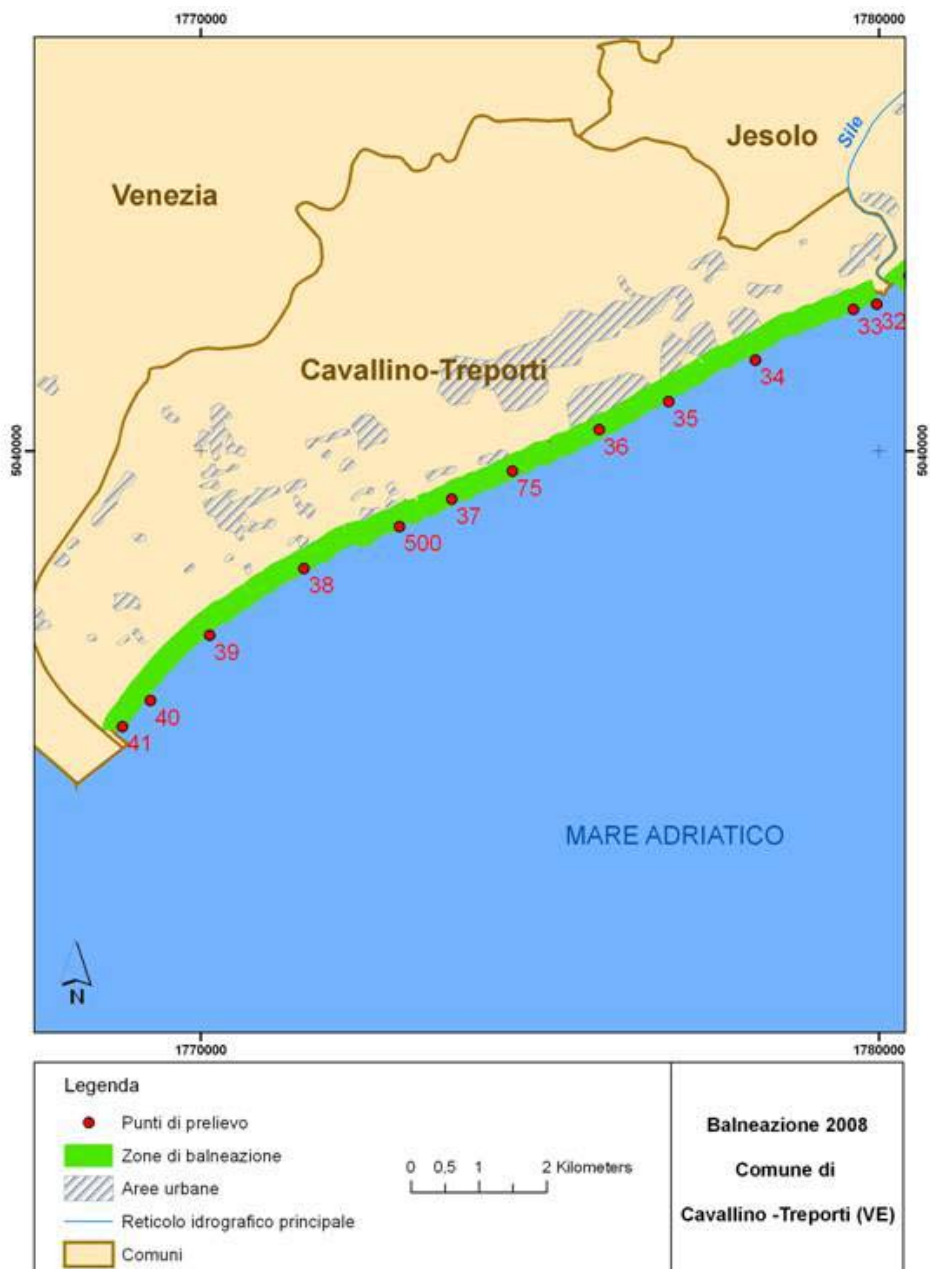 1770000
1780000
Jesolo
Sile
Venezia
Cavallino-Treporti
33
32
34
35
36
5040000
5040000
75
37
500
38
39
40
41
MARE ADRIATICO
N
1770000
1780000
Legenda
Punti di prelievo
Zone di balneazione
Aree urbane
Reticolo idrografico principale
Comuni
0 0,5 1 2 Kilometers
Balneazione 2008
Comune di
Cavallino -Treporti (VE)